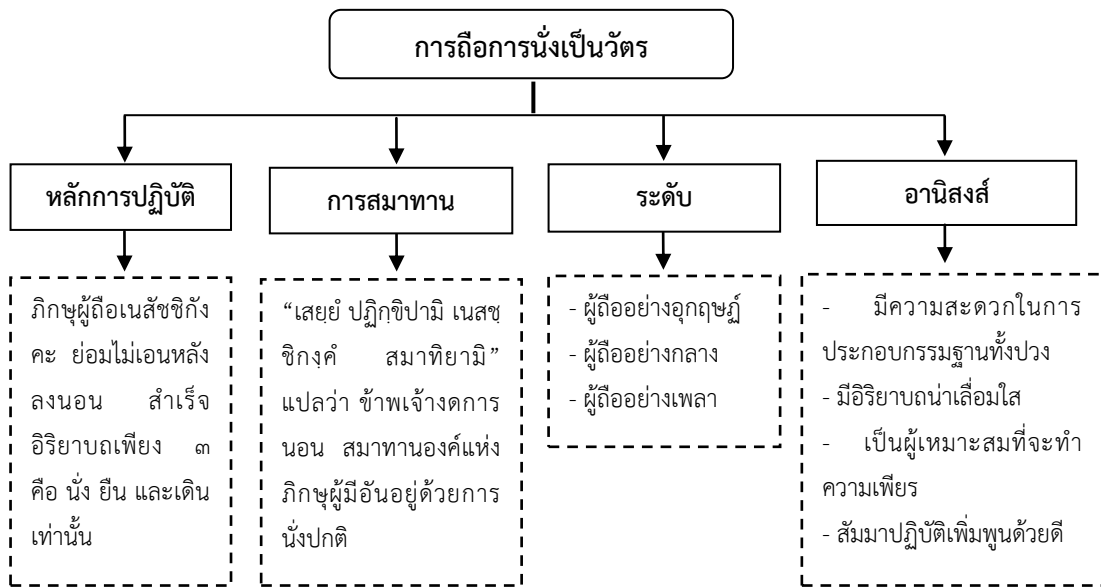 การถือการนั่งเป็นวัตร
หลักการปฏิบัติ
ภิกษุผู้ถือเนสัชชิกัง
คะ ย่อมไม่เอนหลัง
ลงนอน สำเร็จ
อิริยาบถเพียง ๓
คือ นั่ง ยืน และเดิน
เท่านั้น
การสมาทาน
“เสยฺยํ ปฏิกฺขิปามิ เนสชฺ
ชิกงฺคํ สมาทิยามิ”
แปลว่า ข้าพเจ้างดการ
นอน สมาทานองค์แห่ง
ภิกษุผู้มีอันอยู่ด้วยการ
นั่งปกติ
ระดับ
- ผู้ถืออย่างอุกฤษฏ์
- ผู้ถืออย่างกลาง
- ผู้ถืออย่างเพลา
อานิสงส์
- มีความสะดวกในการ
ประกอบกรรมฐานทั้งปวง
- มีอิริยาบถน่าเลื่อมใส
- เป็นผู้เหมาะสมที่จะทำ
ความเพียร
- สัมมาปฏิบัติเพิ่มพูนด้วยดี